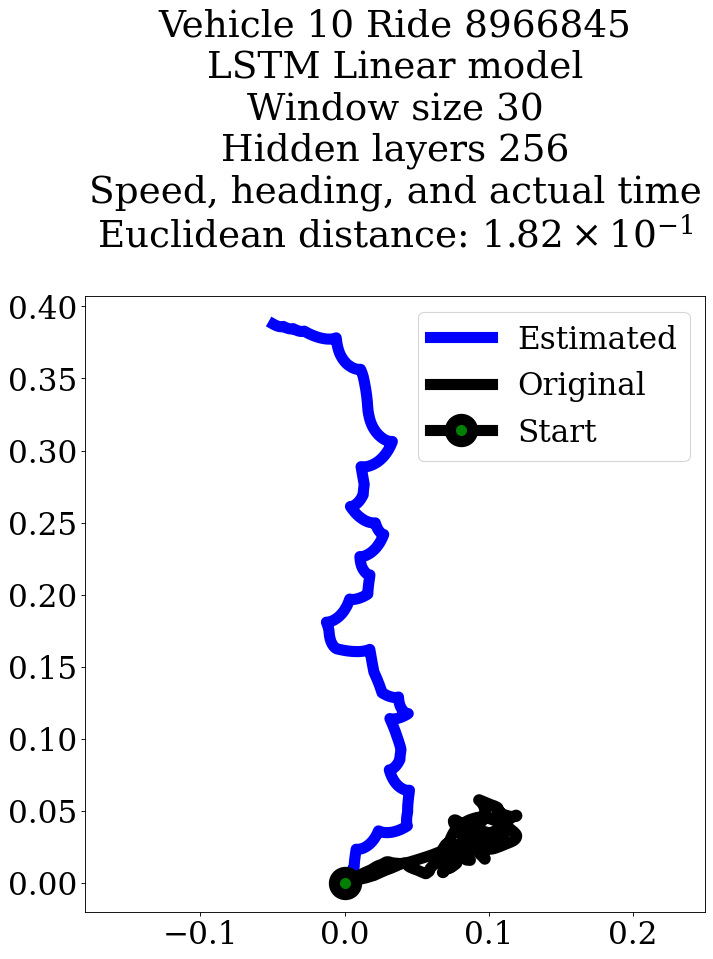 Vehicle 10 Ride 8966845
LSTM Linear model
Window size 30
Hidden layers 256
Speed, heading, and actual time
Euclidean distance: 1.82 × 10⁻¹
Estimated
Original
Start
0.40
0.35
0.30
0.25
0.20
0.15
0.10
0.05
0.00
−0.1 0.0 0.1 0.2